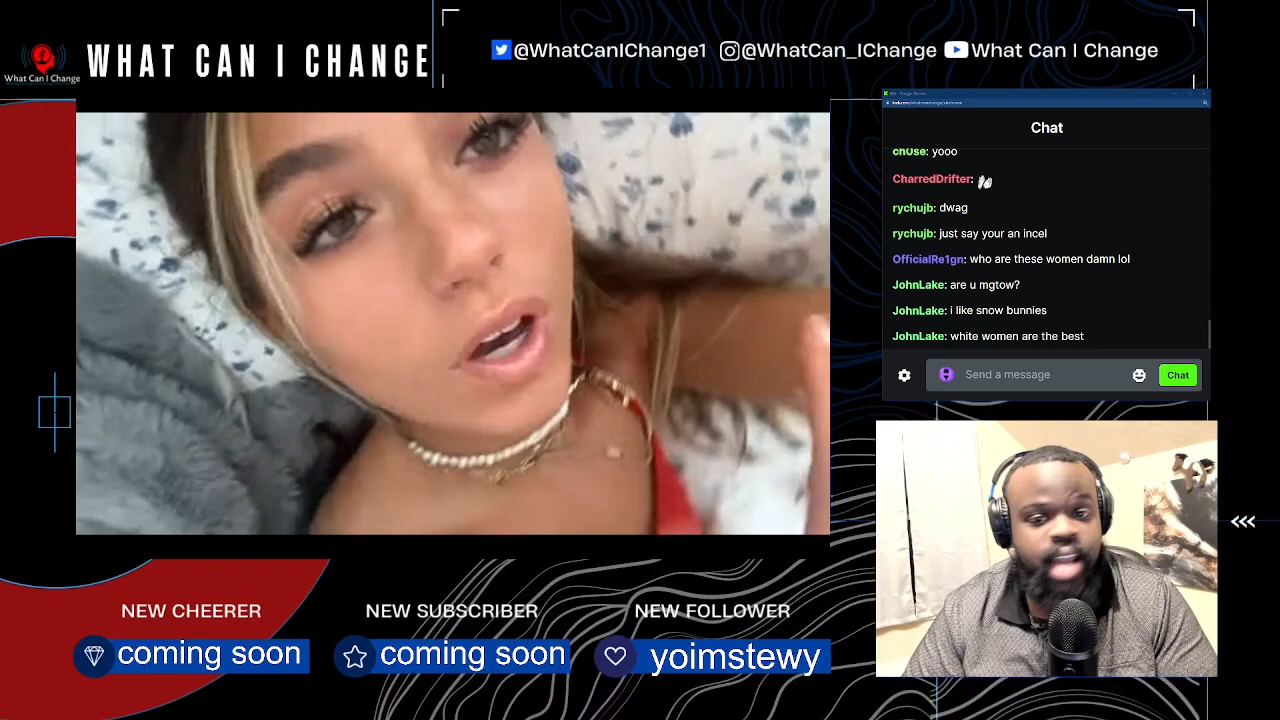 What Can I Change
WHAT CAN I CHANGE
@WhatCanIChange1 @WhatCan_IChange What Can I Change
Chat
ch0se: yooo
CharredDrifter:
rychujb: dwag
rychujb: just say your an incel
OfficialRe1gn: who are these women damn lol
JohnLake: are u mgtow?
JohnLake: i like snow bunnies
JohnLake: white women are the best
Send a message
Chat
NEW CHEERER
coming soon
NEW SUBSCRIBER
coming soon
NEW FOLLOWER
yoimstewy